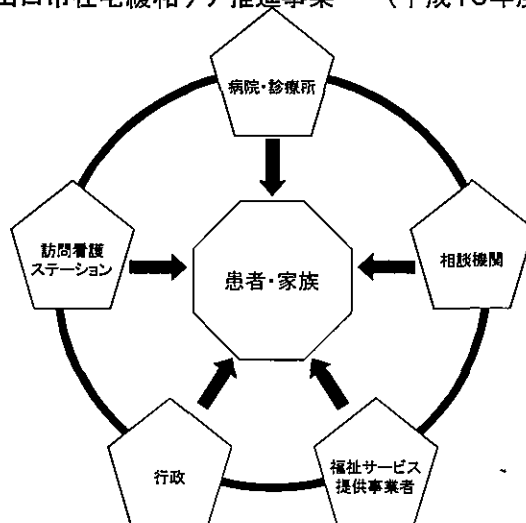 山口市在宅緩和ケア推進事業
病院・診療所
訪問看護
ステーション
患者・家族
相談機関
行政
福祉サービス
提供事業者